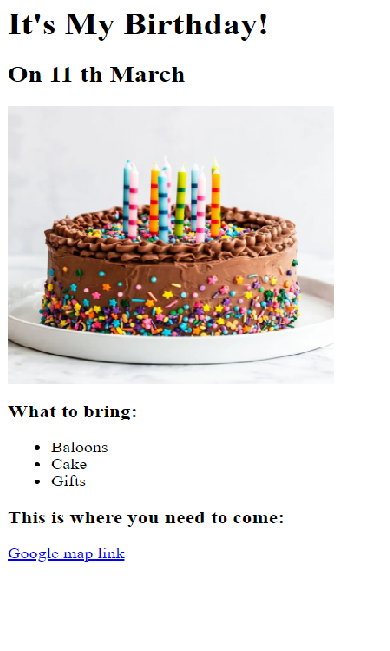 It's My Birthday!
On 11 th March
What to bring:
Baloons
Cake
Gifts
This is where you need to come:
Google map link